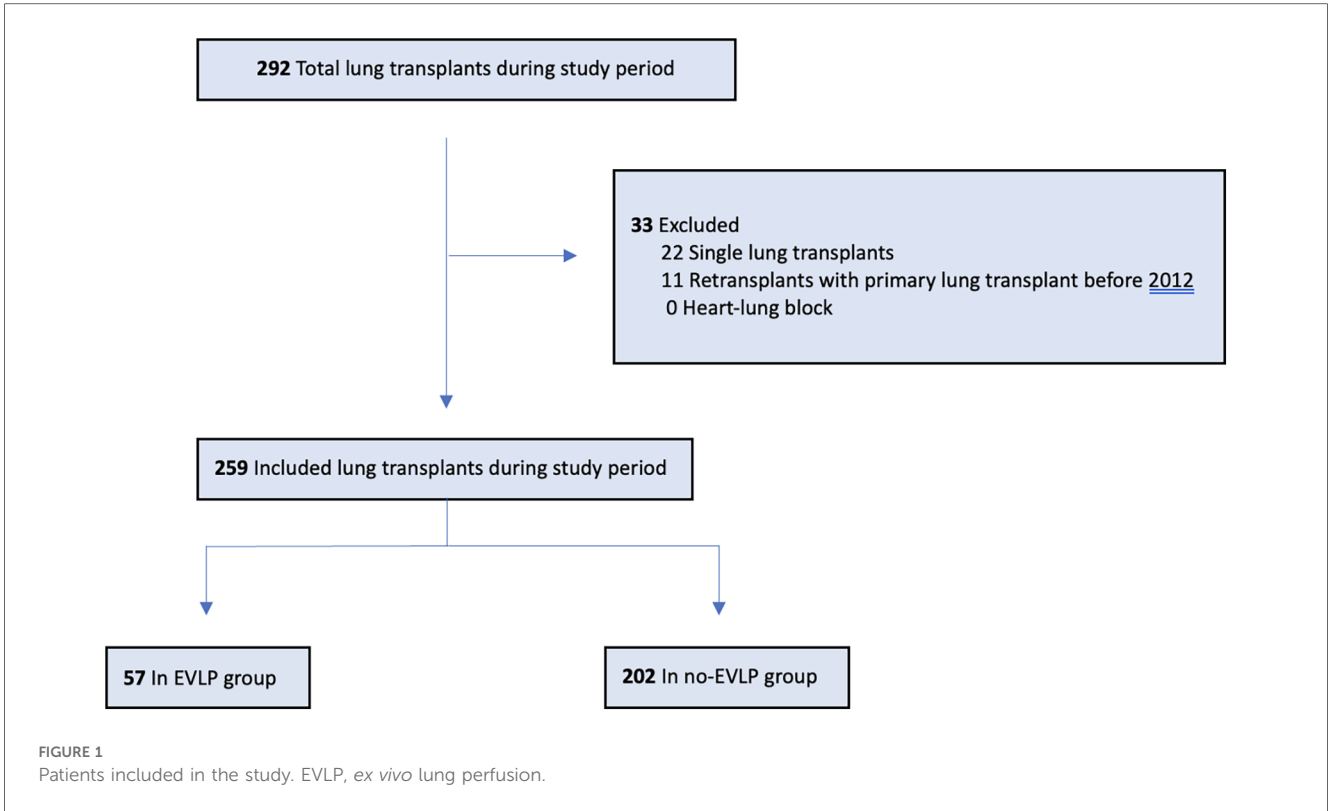 292 Total lung transplants during study period
33 Excluded
22 Single lung transplants
11 Retransplants with primary lung transplant before 2012
0 Heart-lung block
259 Included lung transplants during study period
57 In EVLP group
202 In no-EVLP group
FIGURE 1
Patients included in the study. EVLP, ex vivo lung perfusion.